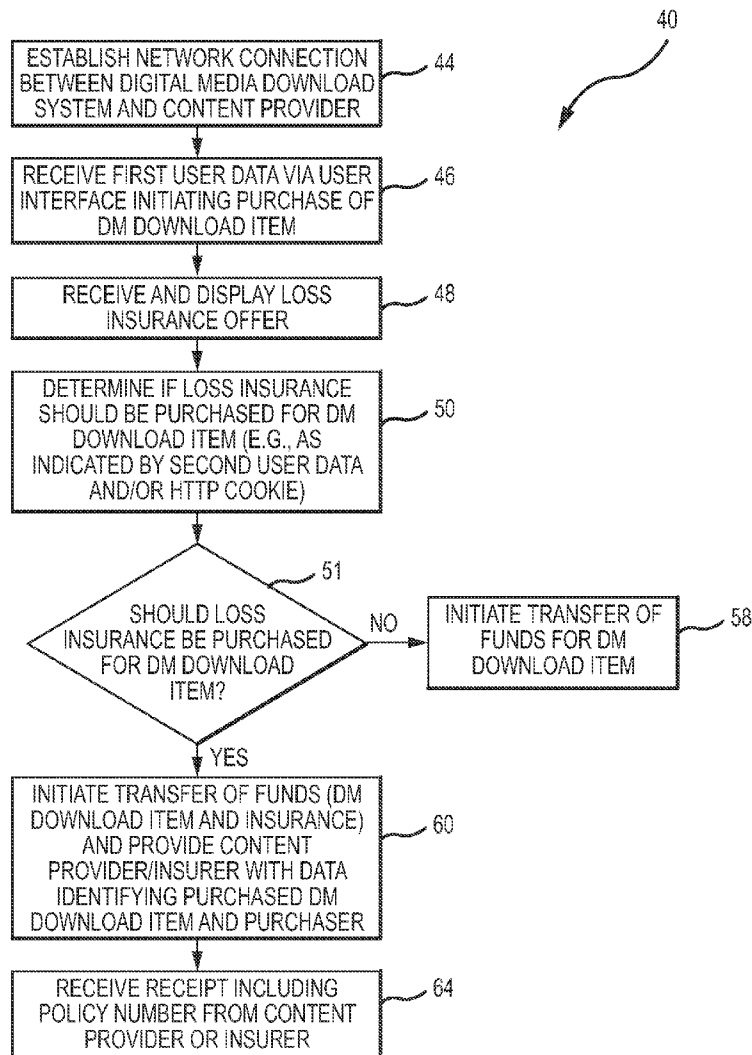 40
ESTABLISH NETWORK CONNECTION
BETWEEN DIGITAL MEDIA DOWNLOAD
SYSTEM AND CONTENT PROVIDER
44
RECEIVE FIRST USER DATA VIA USER
INTERFACE INITIATING PURCHASE OF
DM DOWNLOAD ITEM
46
RECEIVE AND DISPLAY LOSS
INSURANCE OFFER
48
DETERMINE IF LOSS INSURANCE
SHOULD BE PURCHASED FOR DM
DOWNLOAD ITEM (E.G., AS
INDICATED BY SECOND USER DATA
AND/OR HTTP COOKIE)
50
51
SHOULD LOSS
INSURANCE BE PURCHASED
FOR DM DOWNLOAD
ITEM?
NO
INITIATE TRANSFER OF
FUNDS FOR DM
DOWNLOAD ITEM
58
YES
INITIATE TRANSFER OF FUNDS (DM
DOWNLOAD ITEM AND INSURANCE)
AND PROVIDE CONTENT
PROVIDER/INSURER WITH DATA
IDENTIFYING PURCHASED DM
DOWNLOAD ITEM AND PURCHASER
60
RECEIVE RECEIPT INCLUDING
POLICY NUMBER FROM CONTENT
PROVIDER OR INSURER
64